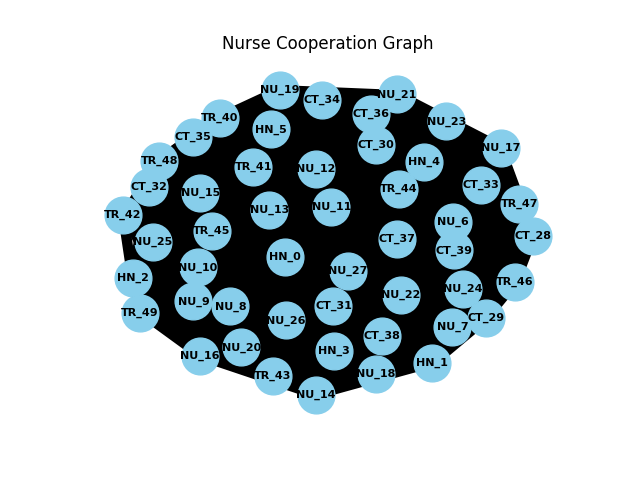 Nurse Cooperation Graph
NU_19
NU_21
CT_34
CT_36
TR_40
NU_23
HN_5
CT_35
CT_30
NU_17
TR_48
HN_4
TR_41
NU_12
CT_32
CT_33
TR_44
NU_15
TR_47
NU_11
NU_13
TR_42
NU_6
TR_45
CT_28
CT_37
NU_25
CT_39
HN_0
NU_10
NU_27
HN_2
TR_46
NU_24
NU_22
NU_9
NU_8
CT_31
TR_49
CT_29
NU_26
NU_7
CT_38
NU_20
HN_3
NU_16
HN_1
NU_18
TR_43
NU_14